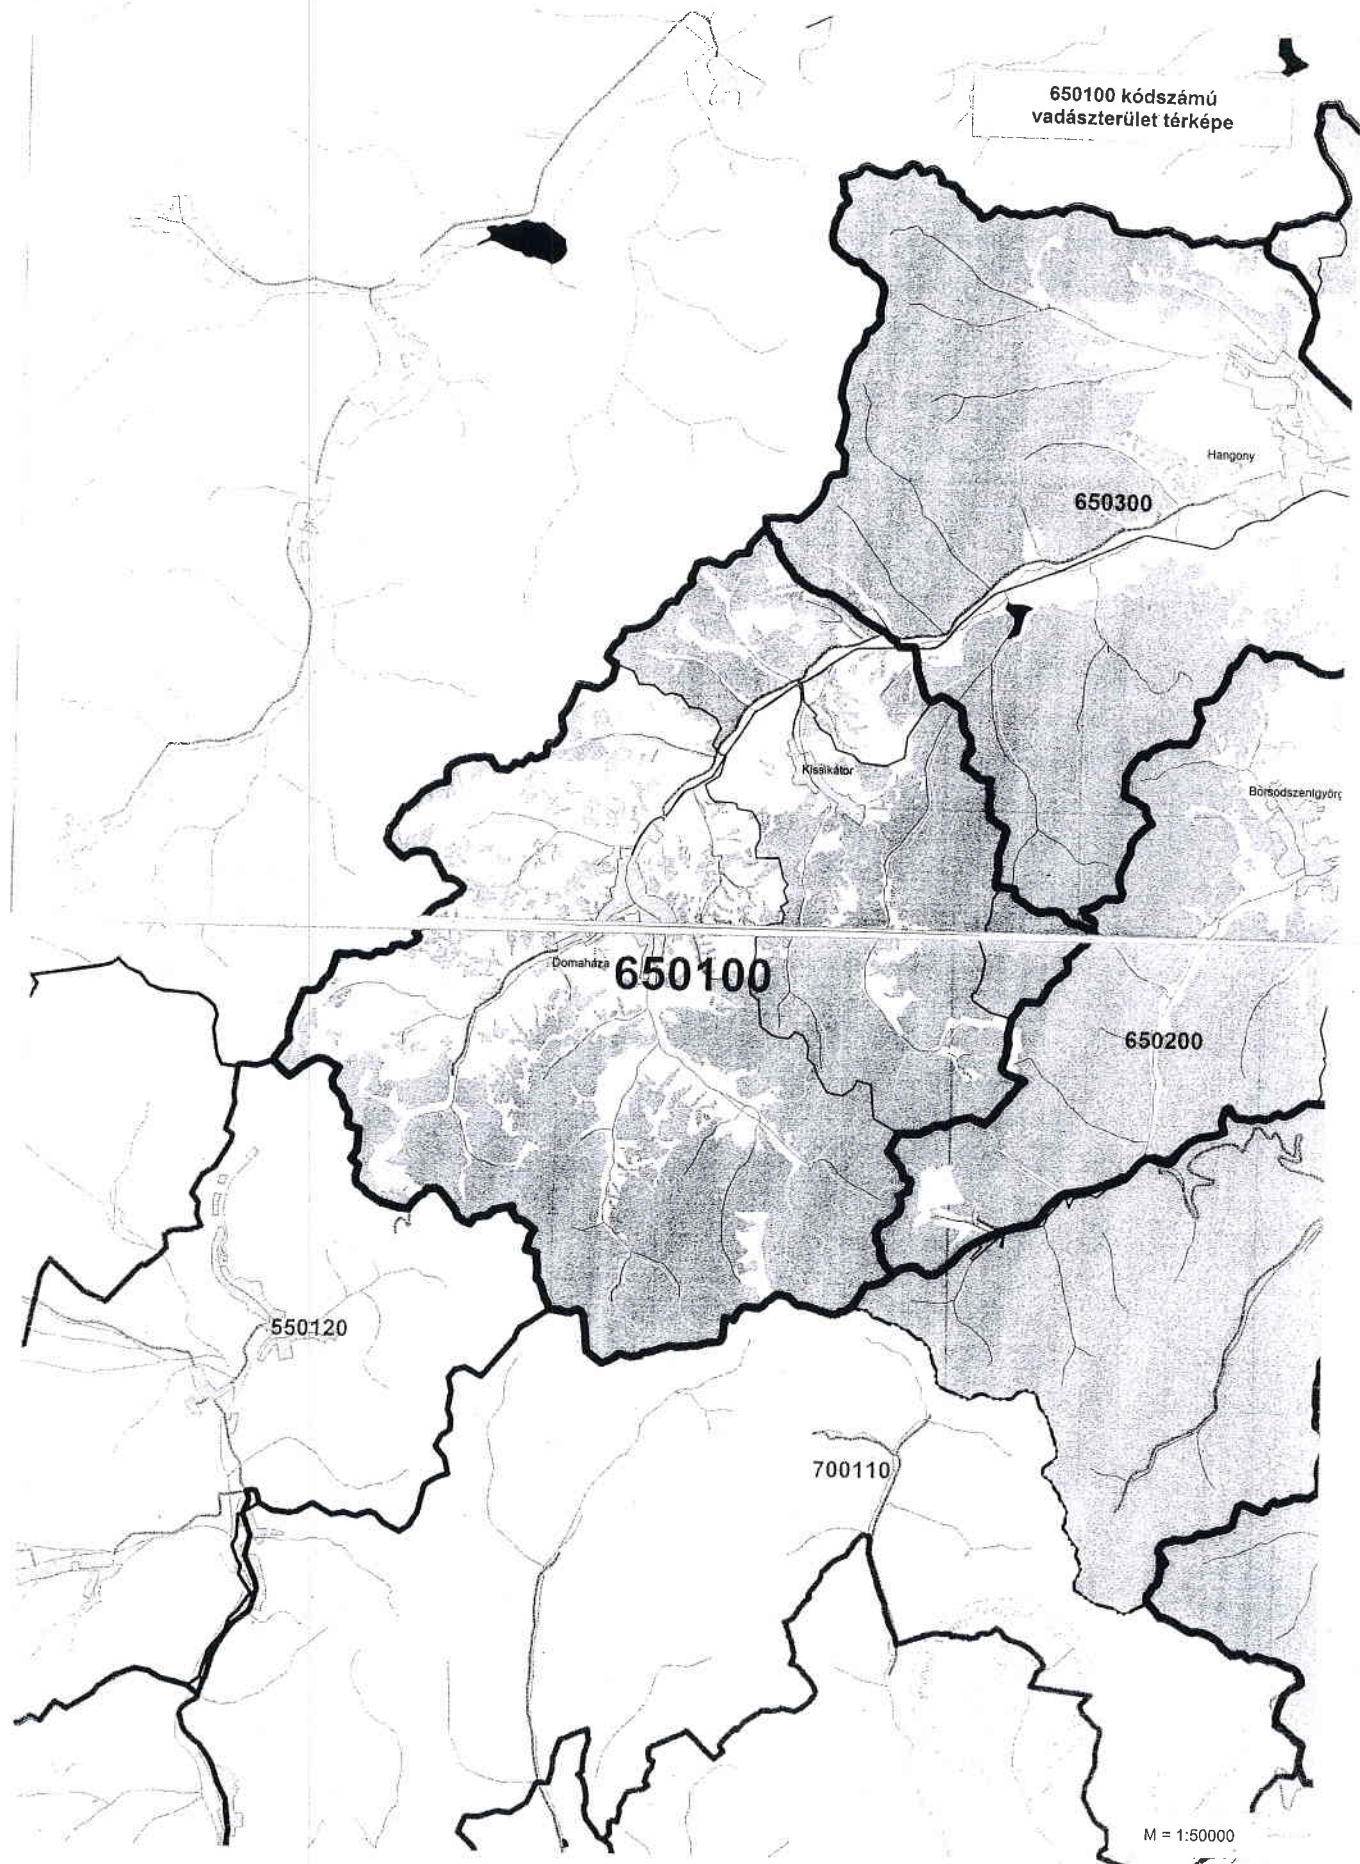 650100 kódszámú
vadászterület térképe
Hangony
650300
Kissikátor
Borsodszentgyörg
Domaháza
650100
650200
550120
700110
M = 1:50000